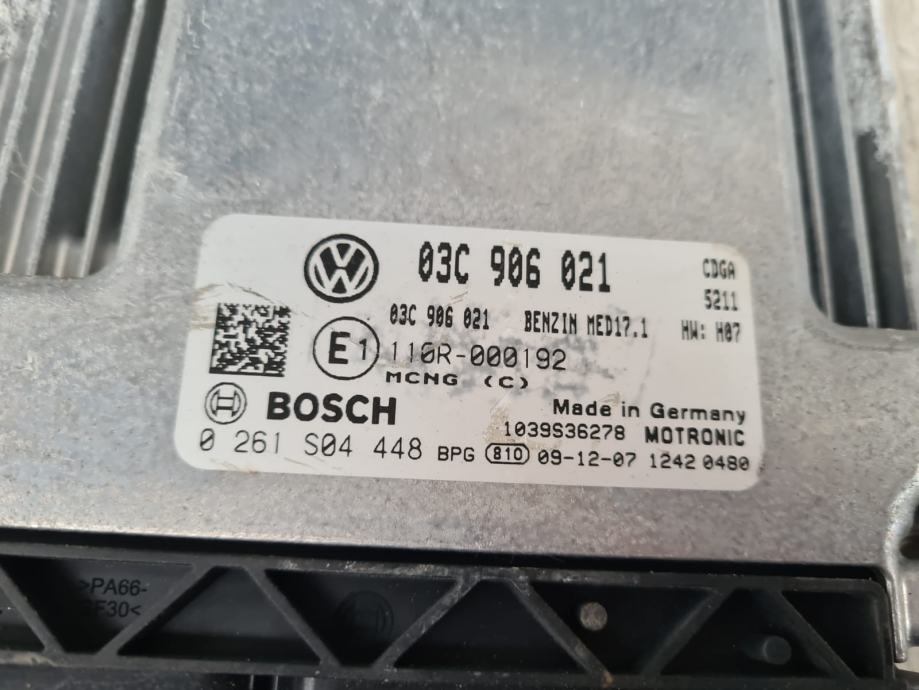 03C 906 021
CDGA
5211
03C 906 021 BENZIN MED17.1 HW: H07
E1 110R-000192
MCNG (C)
BOSCH
Made in Germany
1039S36278 MOTRONIC
0 261 S04 448 BPG 810 09-12-07 1242 0480
>PA66-